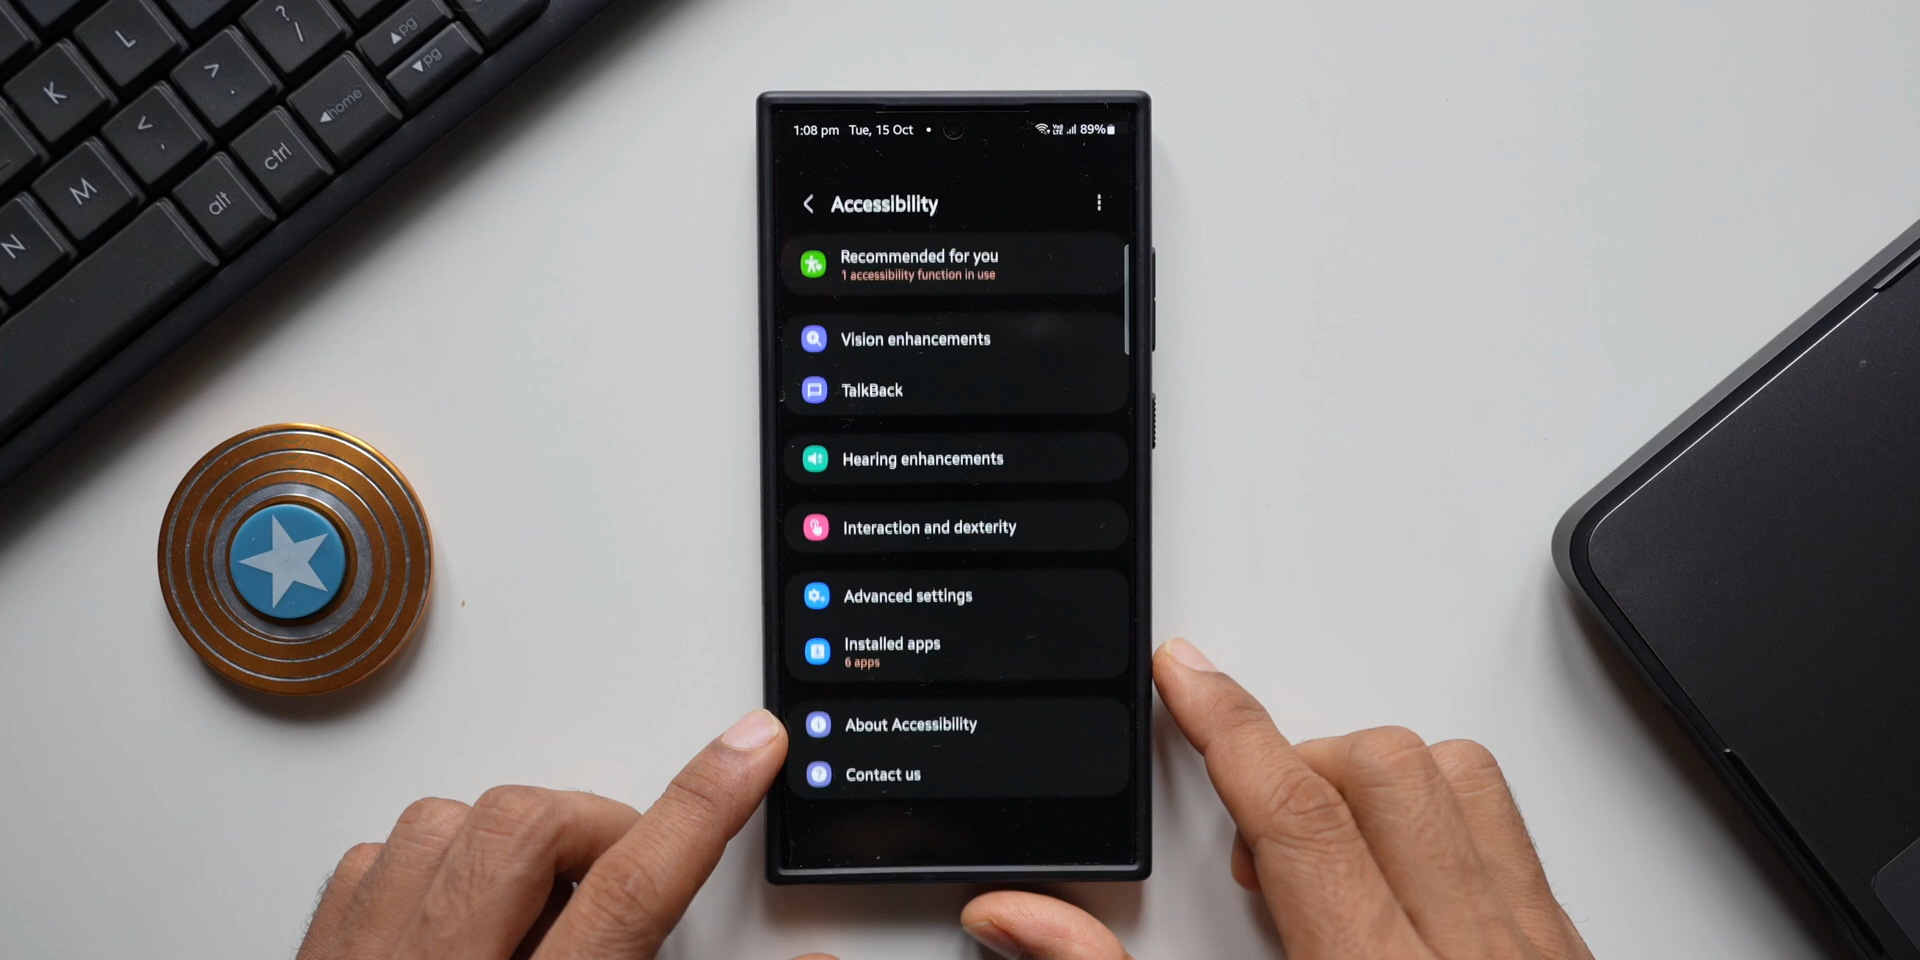 L
?
/
▲pg
K
>
.
▼pg
<
,
◀home
M
ctrl
N
alt
1:08 pm Tue, 15 Oct • 89%
Accessibility
Recommended for you
1 accessibility function in use
Vision enhancements
TalkBack
Hearing enhancements
Interaction and dexterity
Advanced settings
Installed apps
6 apps
About Accessibility
Contact us